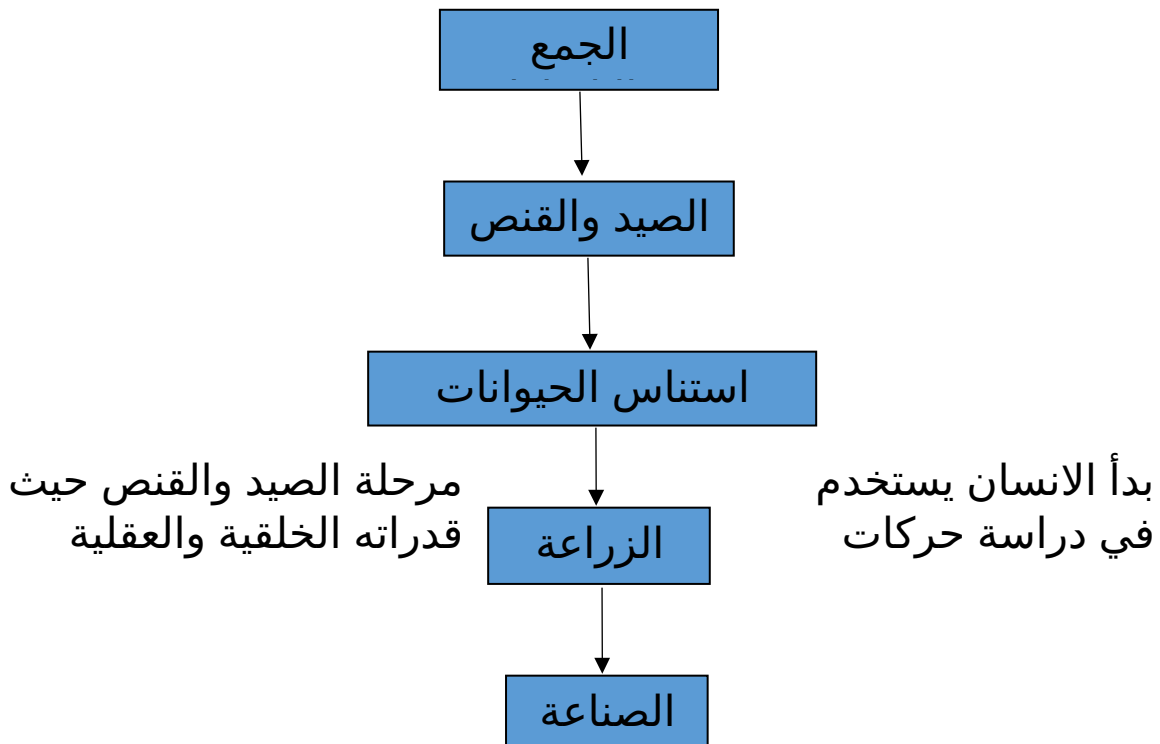 الجمع
الصيد والقنص
استناس الحيوانات
بدأ الانسان يستخدم
في دراسة حركات
مرحلة الصيد والقنص حيث
قدراته الخلقية والعقلية
الزراعة
الصناعة